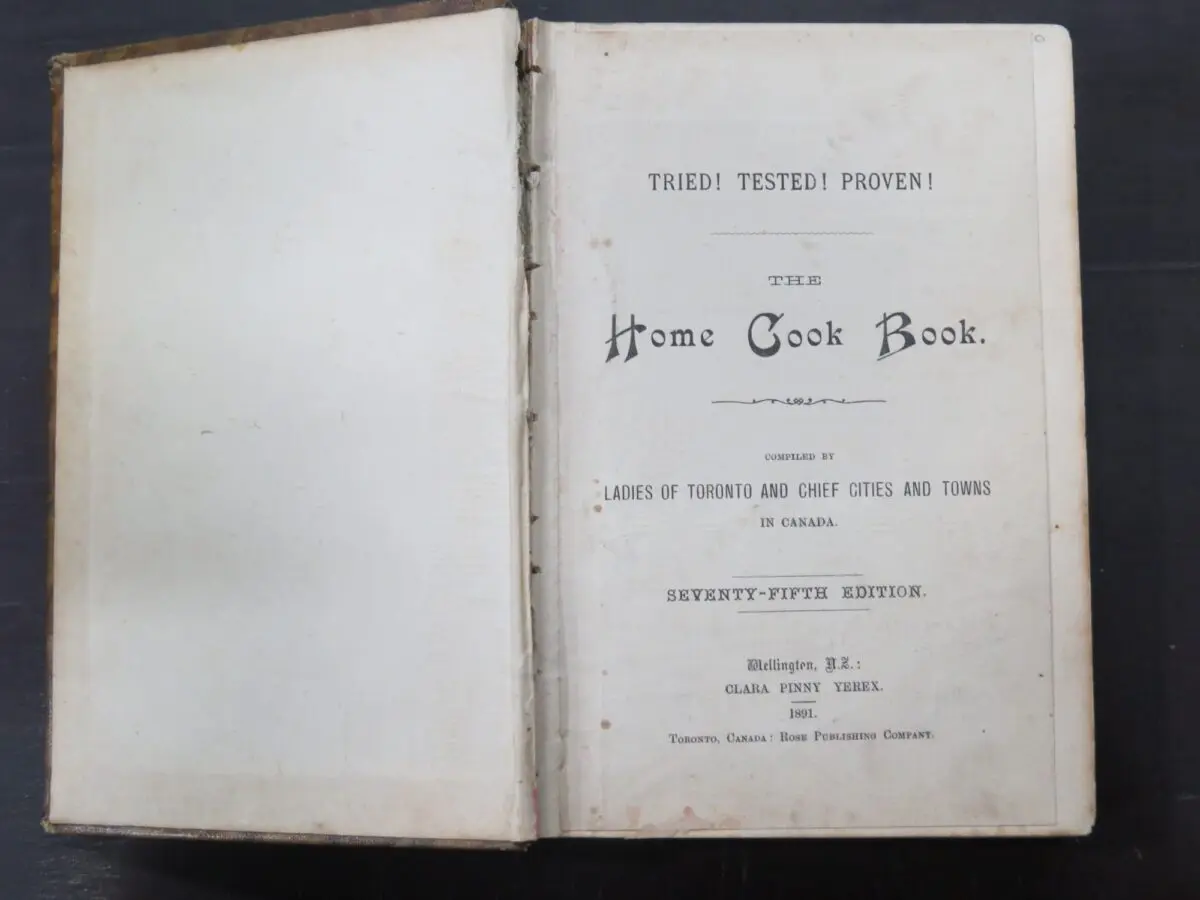 TRIED! TESTED! PROVEN!
THE
Home Cook Book.
COMPILED BY
LADIES OF TORONTO AND CHIEF CITIES AND TOWNS
IN CANADA.
SEVENTY-FIFTH EDITION.
Wellington, N.Z.:
CLARA PINNY YEREX.
1891.
TORONTO, CANADA: ROSE PUBLISHING COMPANY.